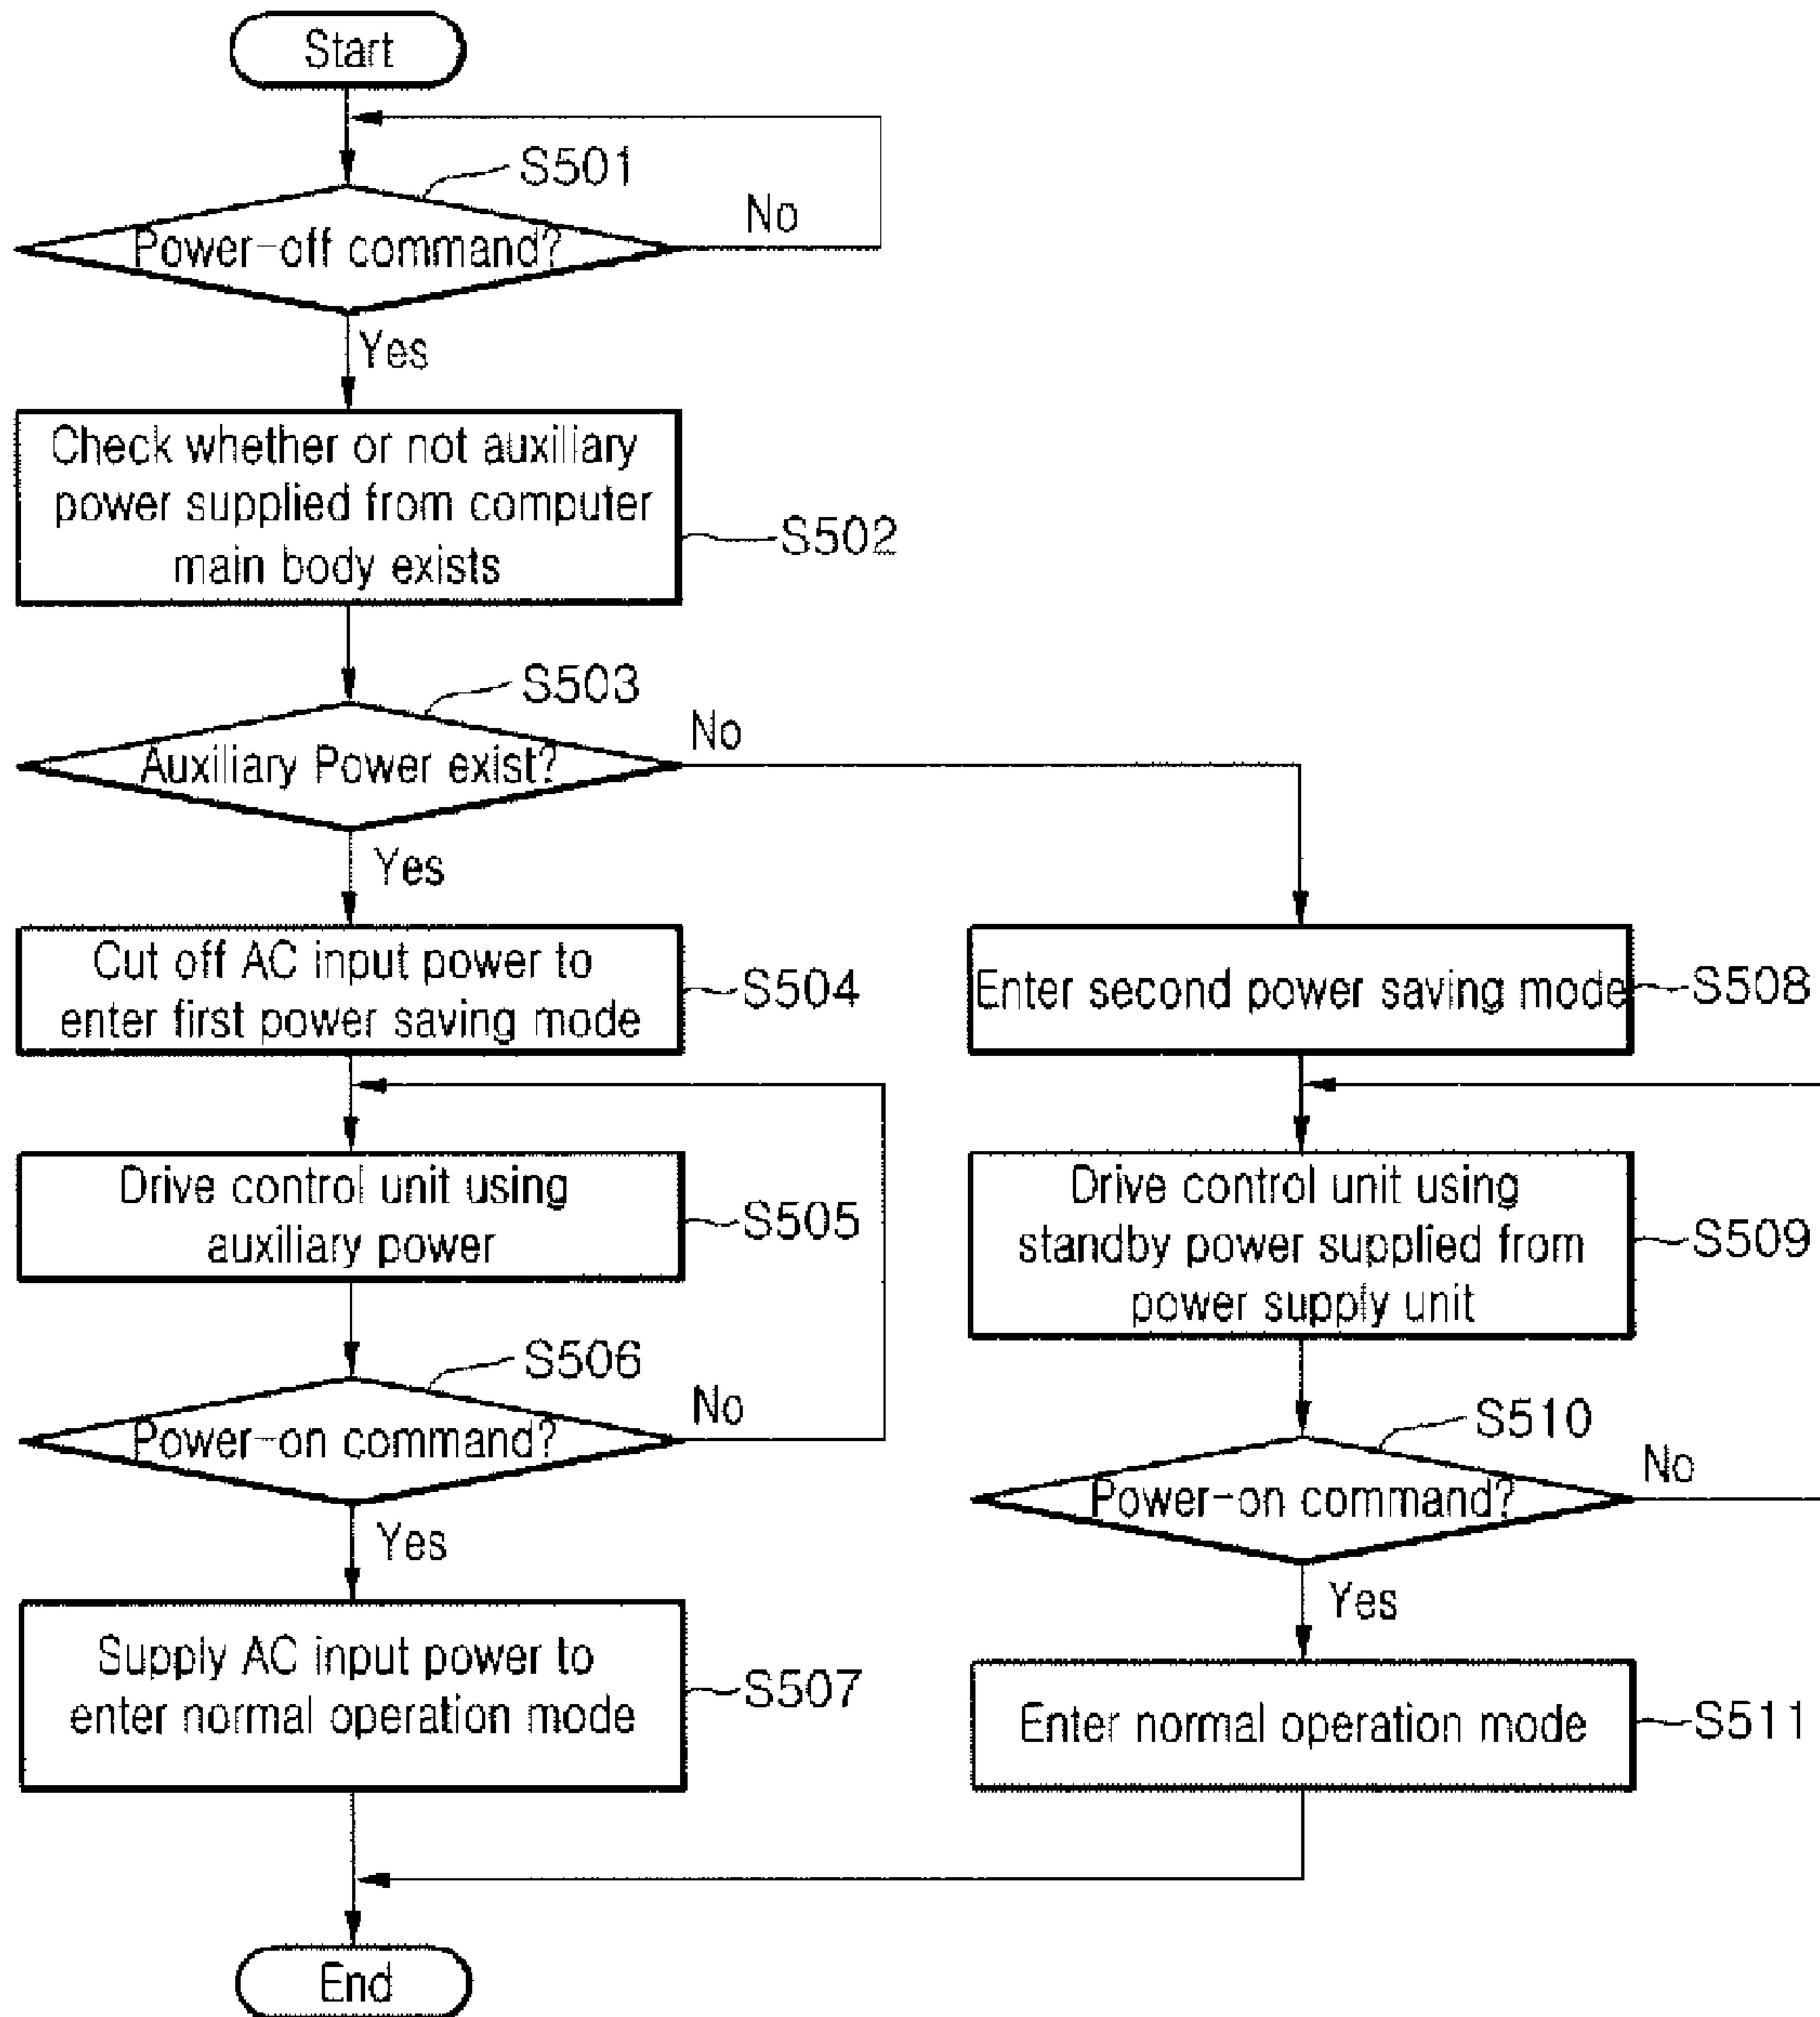 Start
S501
Power-off command?
No
Yes
Check whether or not auxiliary
power supplied from computer
main body exists
S502
S503
Auxiliary Power exist?
No
Yes
Cut off AC input power to
enter first power saving mode
S504
Drive control unit using
auxiliary power
S505
S506
Power-on command?
No
Yes
Supply AC input power to
enter normal operation mode
S507
Enter second power saving mode
S508
Drive control unit using
standby power supplied from
power supply unit
S509
S510
Power-on command?
No
Yes
Enter normal operation mode
S511
End